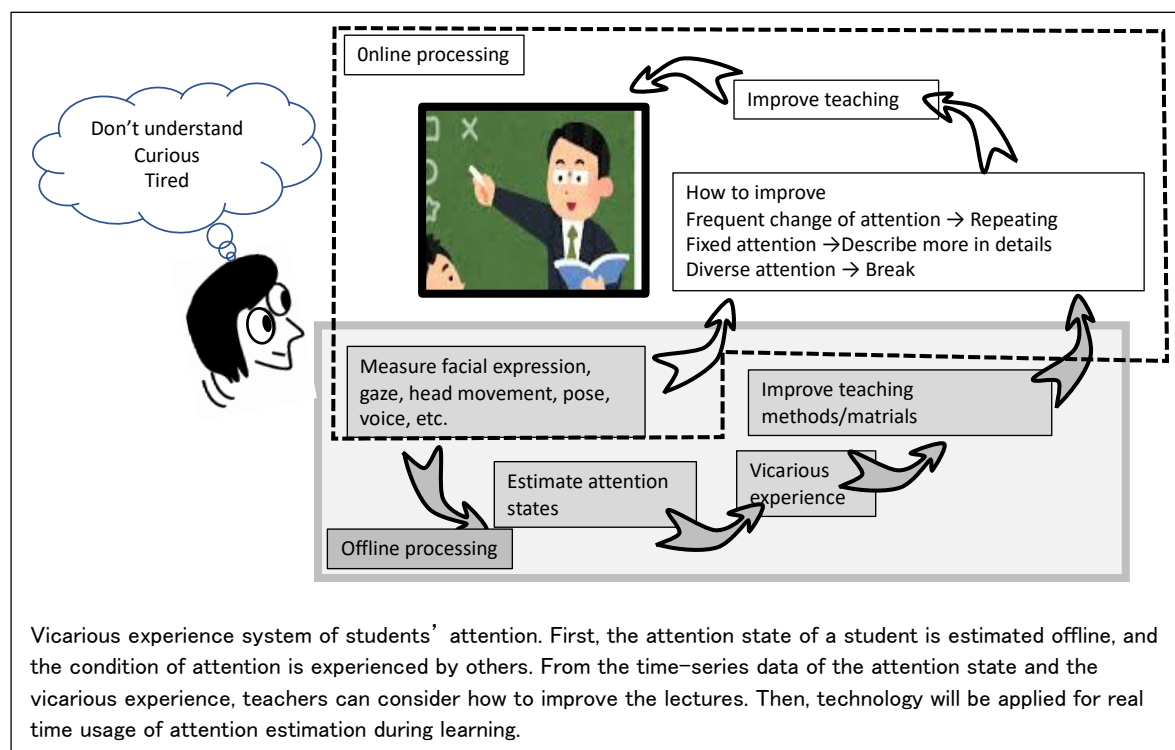 0nline processing
Improve teaching
Don’t understand
Curious
Tired
How to improve
Frequent change of attention → Repeating
Fixed attention →Describe more in details
Diverse attention → Break
Measure facial expression,
gaze, head movement, pose,
voice, etc.
Improve teaching
methods/matrials
Estimate attention
states
Vicarious
experience
Offline processing
Vicarious experience system of students’ attention. First, the attention state of a student is estimated offline, and
the condition of attention is experienced by others. From the time-series data of the attention state and the
vicarious experience, teachers can consider how to improve the lectures. Then, technology will be applied for real
time usage of attention estimation during learning.